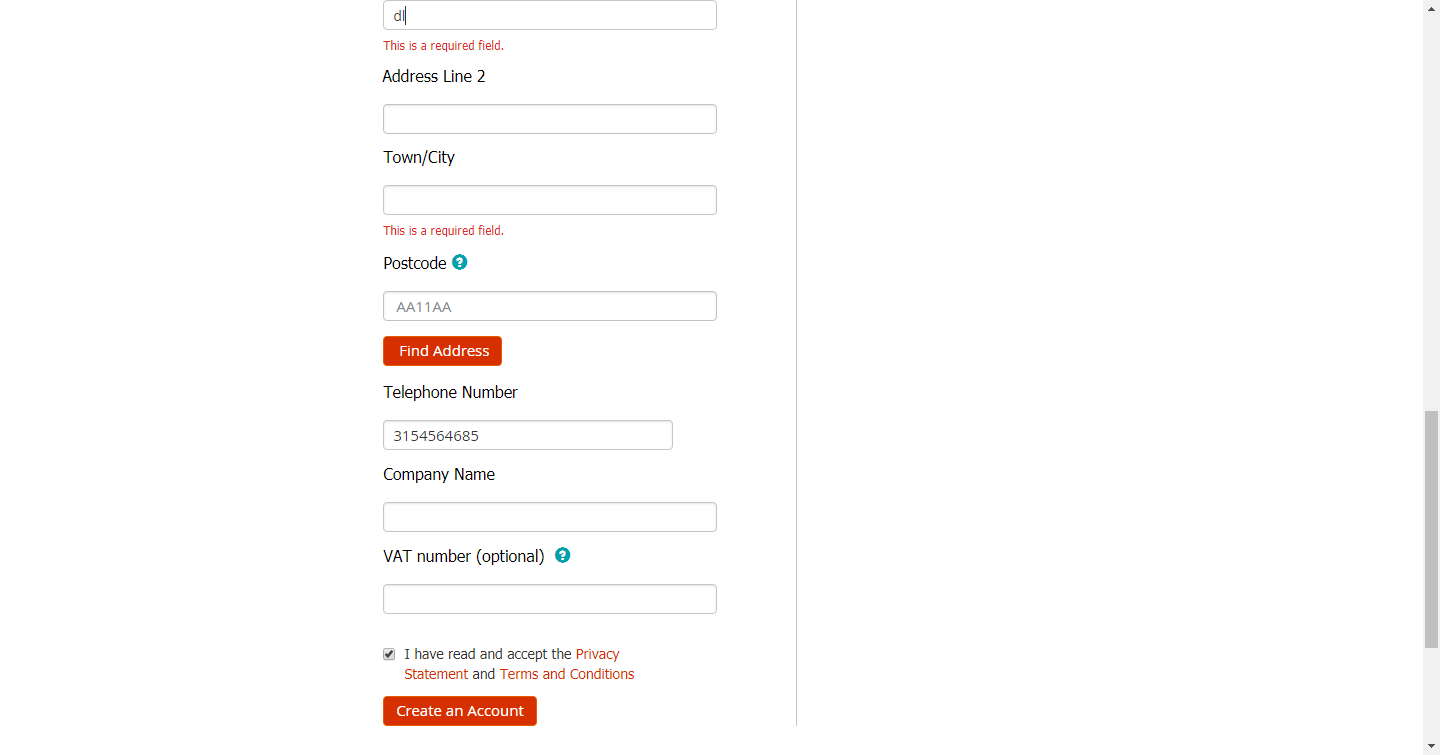 dl
This is a required field.
Address Line 2
Town/City
This is a required field.
Postcode ?
AA11AA
Find Address
Telephone Number
3154564685
Company Name
VAT number (optional) ?
I have read and accept the Privacy
Statement and Terms and Conditions
Create an Account